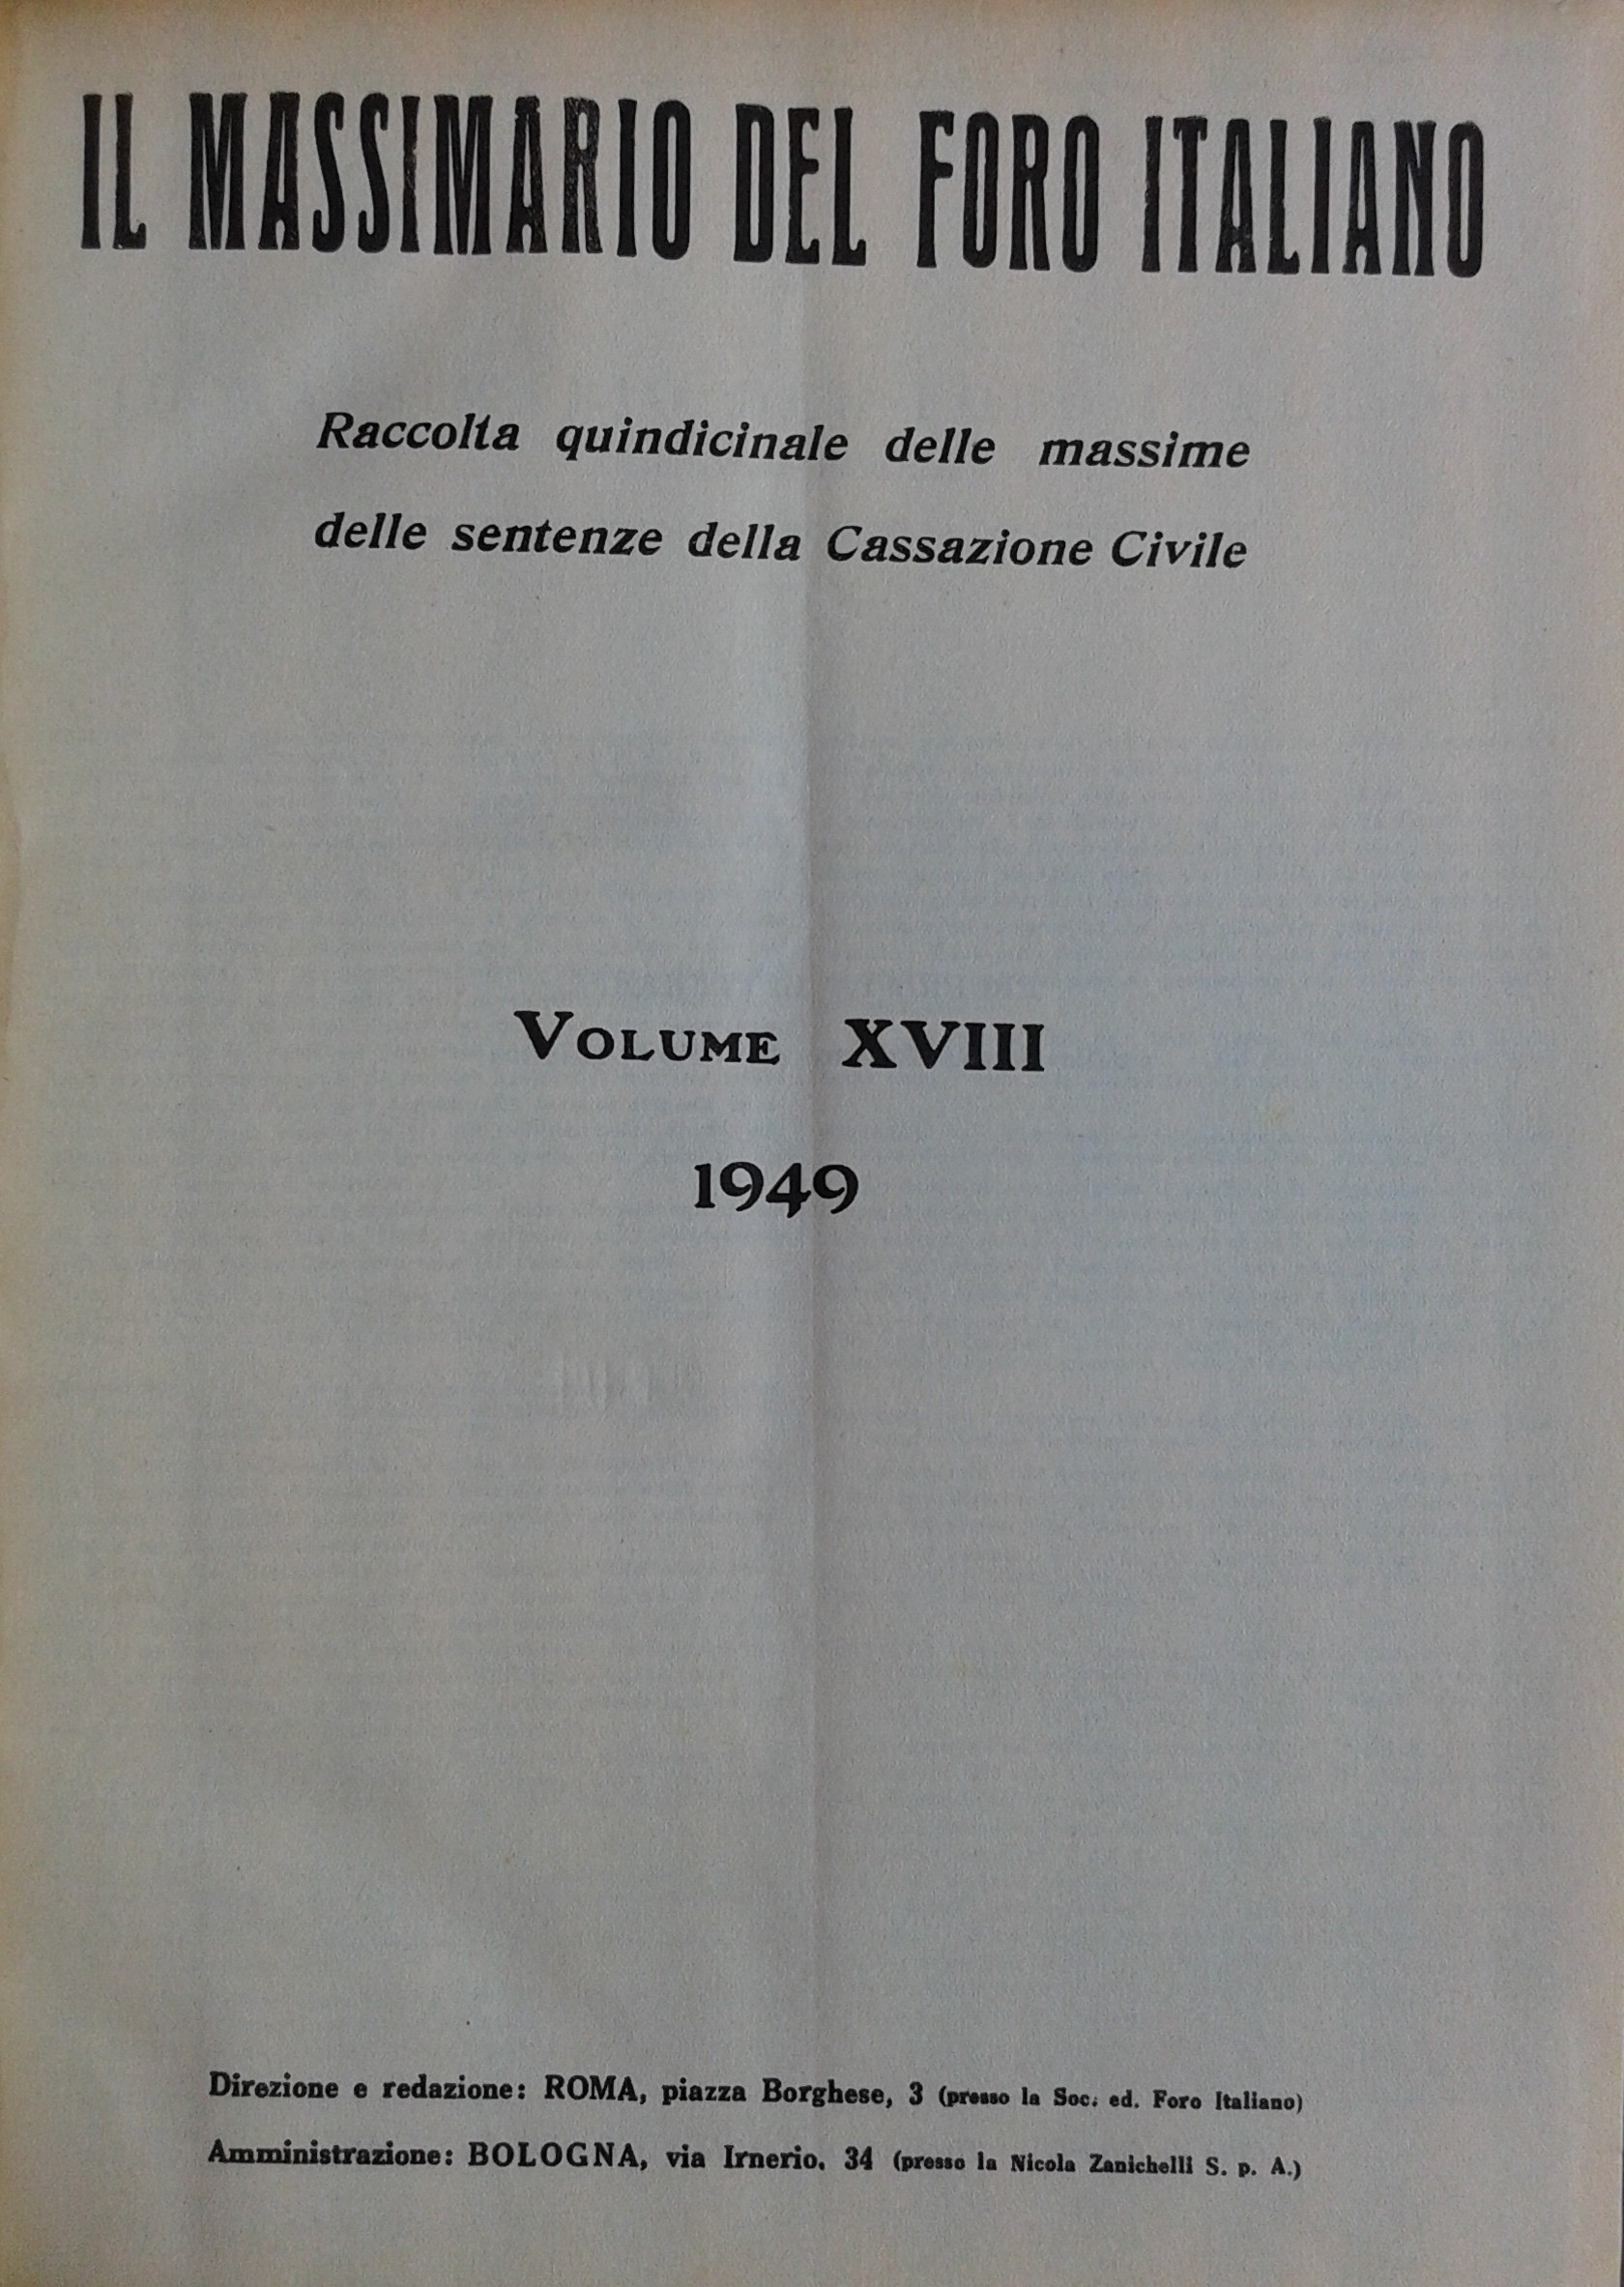 IL MASSIMARIO DEL FORO ITALIANO
Raccolta quindicinale delle massime
delle sentenze della Cassazione Civile
VOLUME XVIII
1949
Direzione e redazione: ROMA, piazza Borghese, 3 (presso la Soc. ed. Foro Italiano)
Amministrazione: BOLOGNA, via Irnerio, 34 (presso la Nicola Zanichelli S. p. A.)